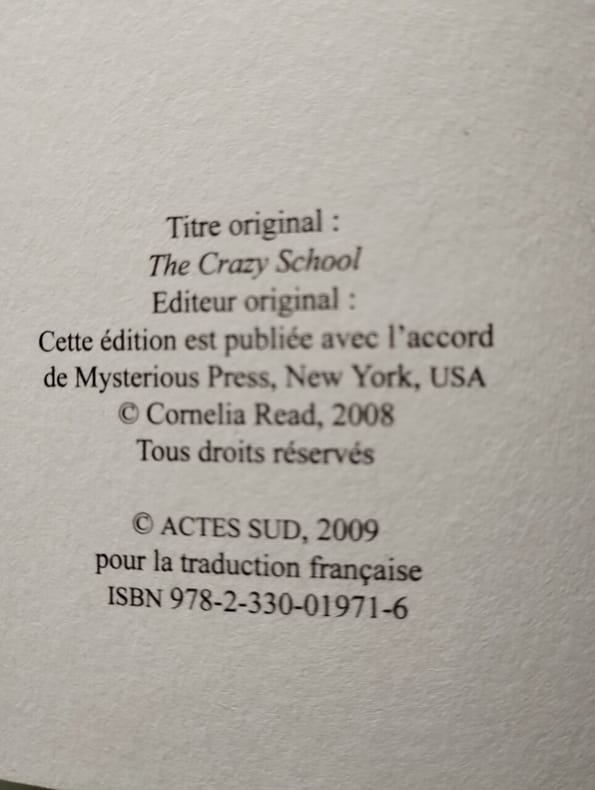 Titre original :
The Crazy School
Editeur original :
Cette édition est publiée avec l'accord
de Mysterious Press, New York, USA
© Cornelia Read, 2008
Tous droits réservés
© ACTES SUD, 2009
pour la traduction française
ISBN 978-2-330-01971-6